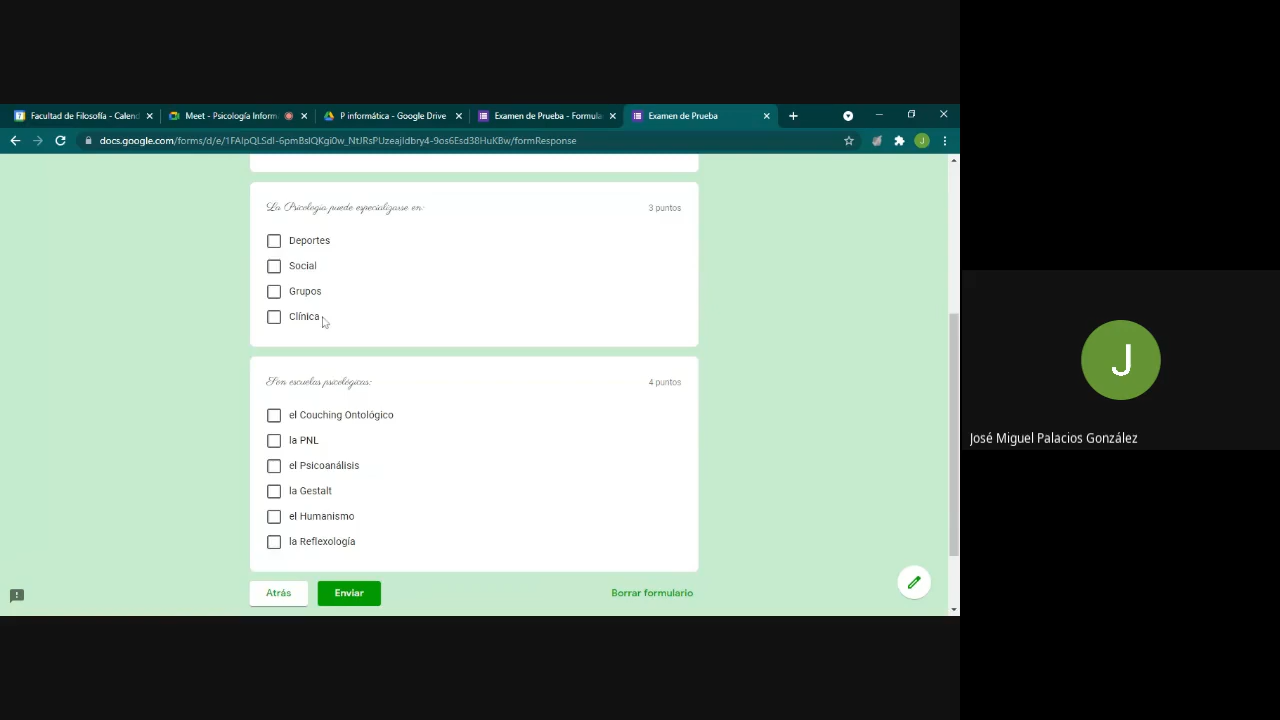 Facultad de Filosofía - Calend
Meet - Psicología Inform
P informática - Google Drive
Examen de Prueba - Formula
Examen de Prueba
docs.google.com/forms/d/e/1FAIpQLSdI-6pmBsIQKgi0w_NtJRsPUzeajIdbry4-9os6Esd38HuKBw/formResponse
J
La Psicología puede especializarse en:
3 puntos
Deportes
Social
Grupos
Clínica
Son escuelas psicológicas:
4 puntos
el Couching Ontológico
la PNL
el Psicoanálisis
la Gestalt
el Humanismo
la Reflexología
Atrás
Enviar
Borrar formulario
J
José Miguel Palacios González